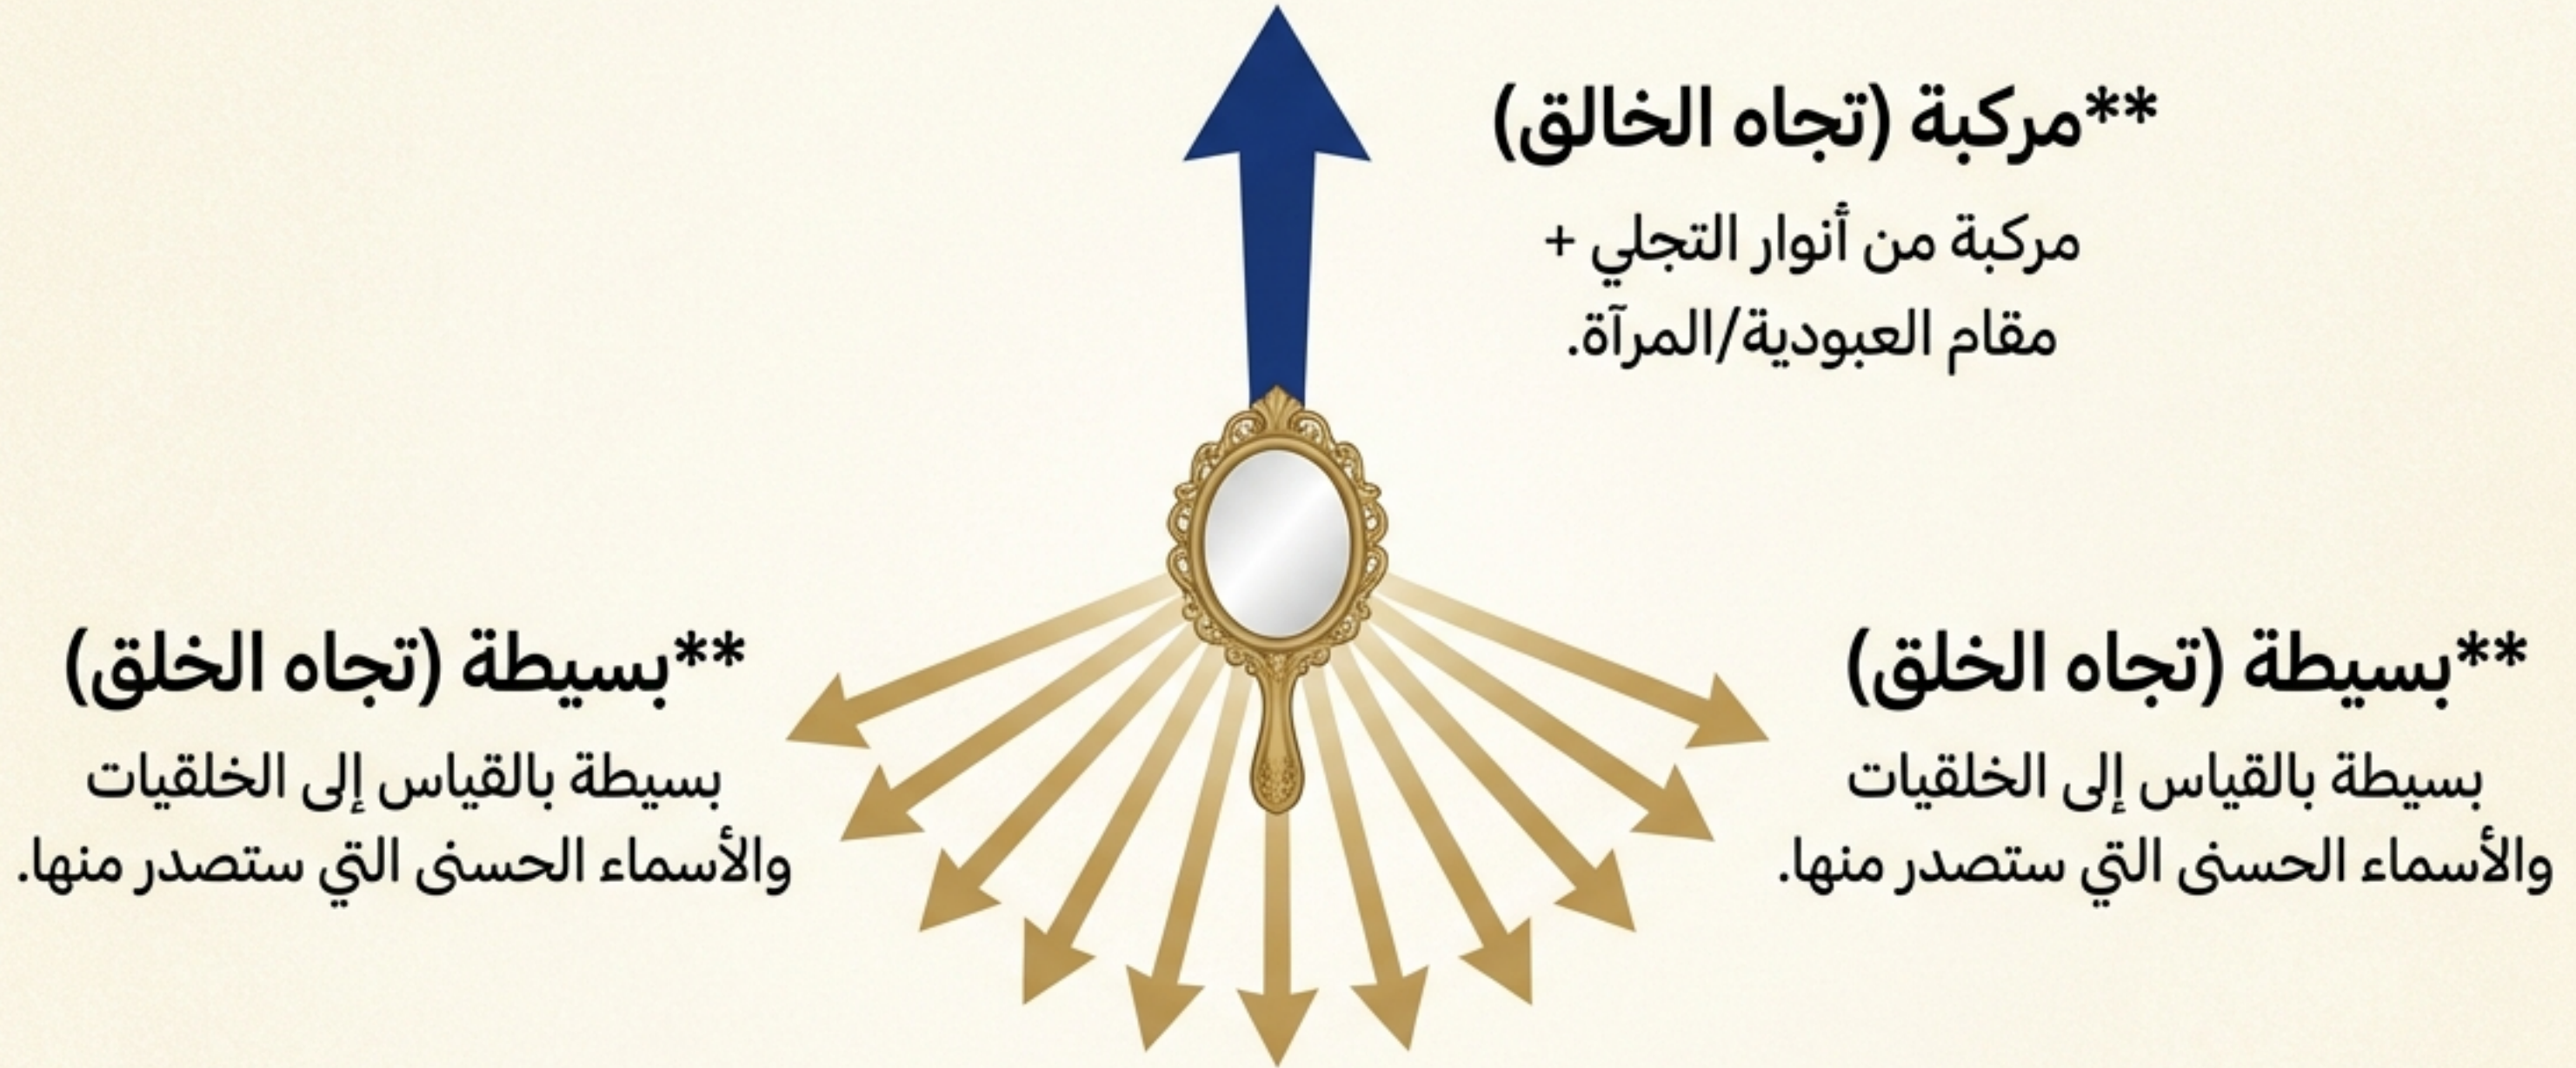 **مركبة (تجاه الخالق)
مركبة من أنوار التجلي +
مقام العبودية/المرآة.
**بسيطة (تجاه الخلق)
بسيطة بالقياس إلى الخلقيات
والأسماء الحسنى التي ستصدر منها.
**بسيطة (تجاه الخلق)
بسيطة بالقياس إلى الخلقيات
والأسماء الحسنى التي ستصدر منها.